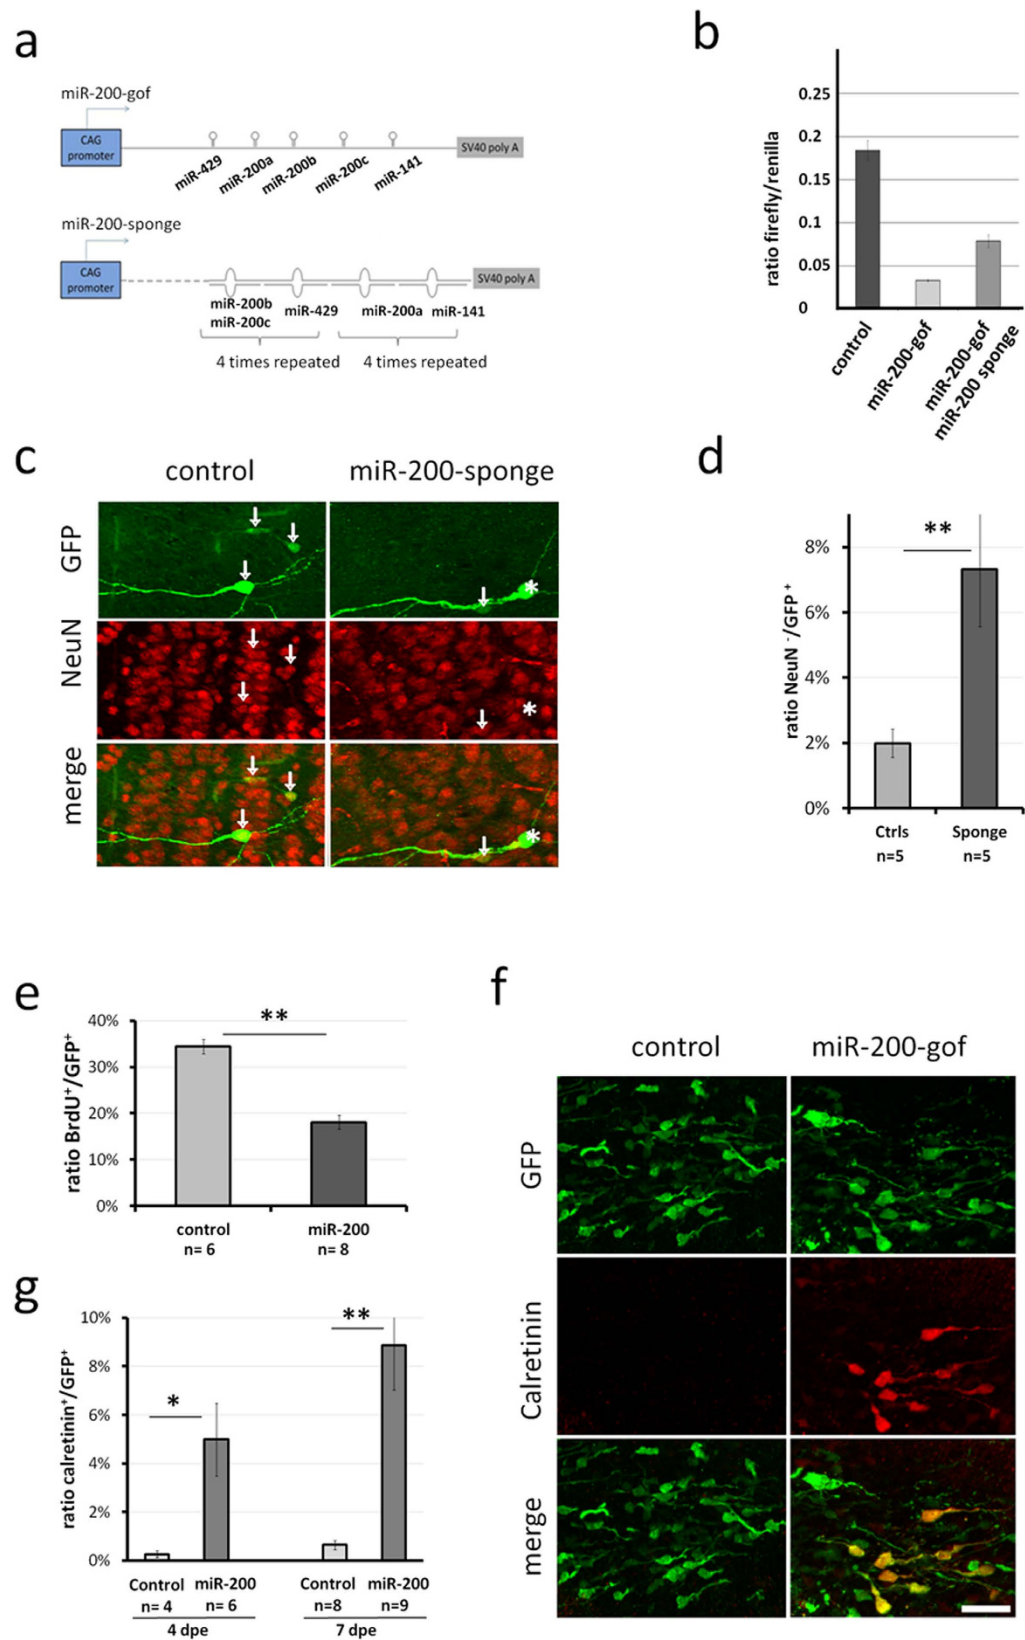 a
miR-200-gof
CAG
promoter
miR-429
miR-200a
miR-200b
miR-200c
miR-141
SV40 poly A
miR-200-sponge
CAG
promoter
SV40 poly A
miR-200b
miR-200c
miR-429
miR-200a
miR-141
4 times repeated
4 times repeated
b
ratio firefly/renilla
0.25
0.2
0.15
0.1
0.05
0
control
miR-200-gof
miR-200-gof
miR-200 sponge
c
control
miR-200-sponge
GFP
NeuN
merge
*
*
*
d
ratio NeuN ⁻/GFP ⁺
8%
6%
4%
2%
0%
**
Ctrls
n=5
Sponge
n=5
e
ratio BrdU⁺/GFP⁺
40%
30%
20%
10%
0%
**
control
n= 6
miR-200
n= 8
f
control
miR-200-gof
GFP
Calretinin
merge
g
ratio calretinin⁺/GFP⁺
10%
8%
6%
4%
2%
0%
*
**
Control
n= 4
miR-200
n= 6
4 dpe
Control
n=8
miR-200
n=9
7 dpe